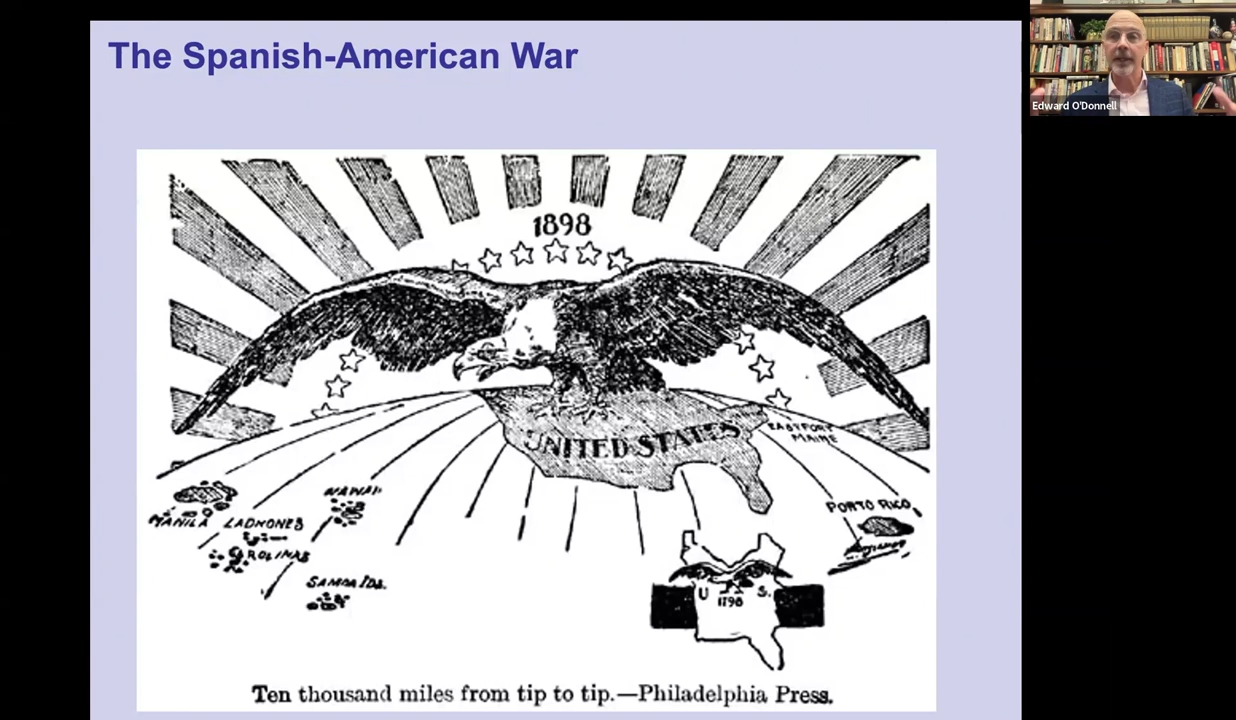 The Spanish-American War
Edward O'Donnell
1898
UNITED STATES
EASTPORT
MAINE
HAWAII
PORTO RICO
MANILA LADRONES
SAMOA IDS.
U S.
1798
Ten thousand miles from tip to tip.—Philadelphia Press.